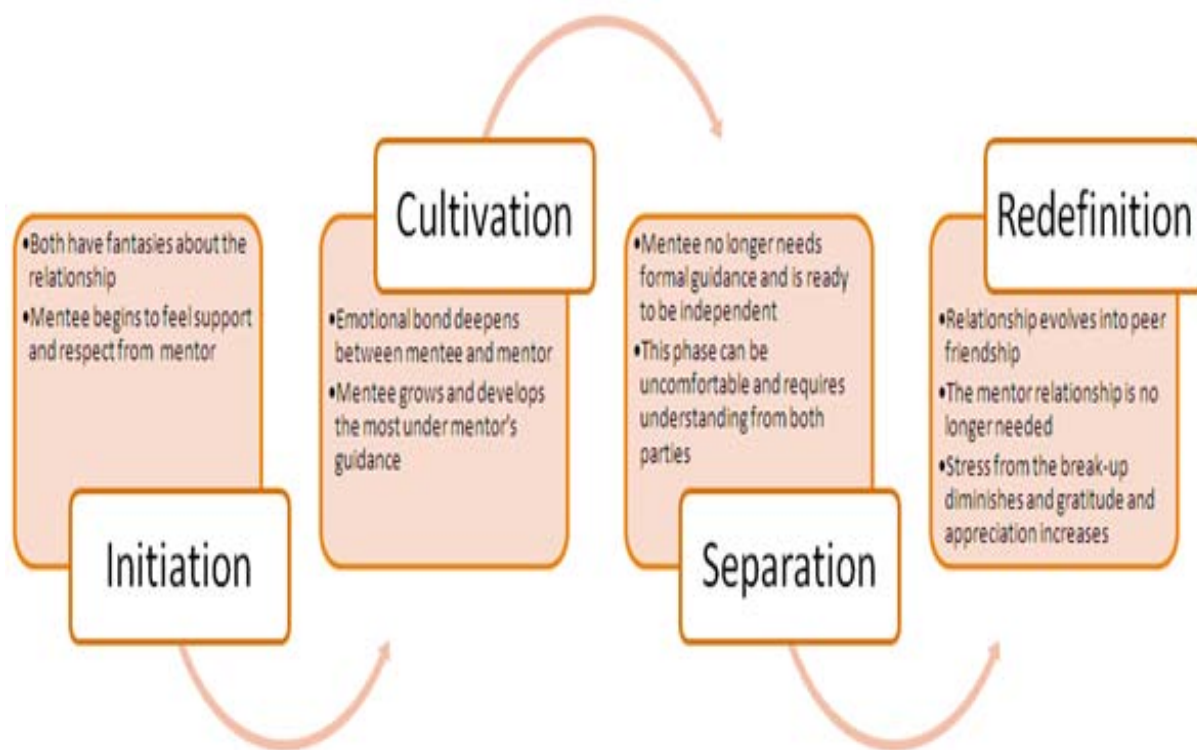 •Both have fantasies about the
relationship
•Mentee begins to feel support
and respect from mentor
Initiation
Cultivation
•Emotional bond deepens
between mentee and mentor
•Mentee grows and develops
the most under mentor's
guidance
•Mentee no longer needs
formal guidance and is ready
to be independent
•This phase can be
uncomfortable and requires
understanding from both
parties
Separation
Redefinition
•Relationship evolves into peer
friendship
•The mentor relationship is no
longer needed
•Stress from the break-up
diminishes and gratitude and
appreciation increases